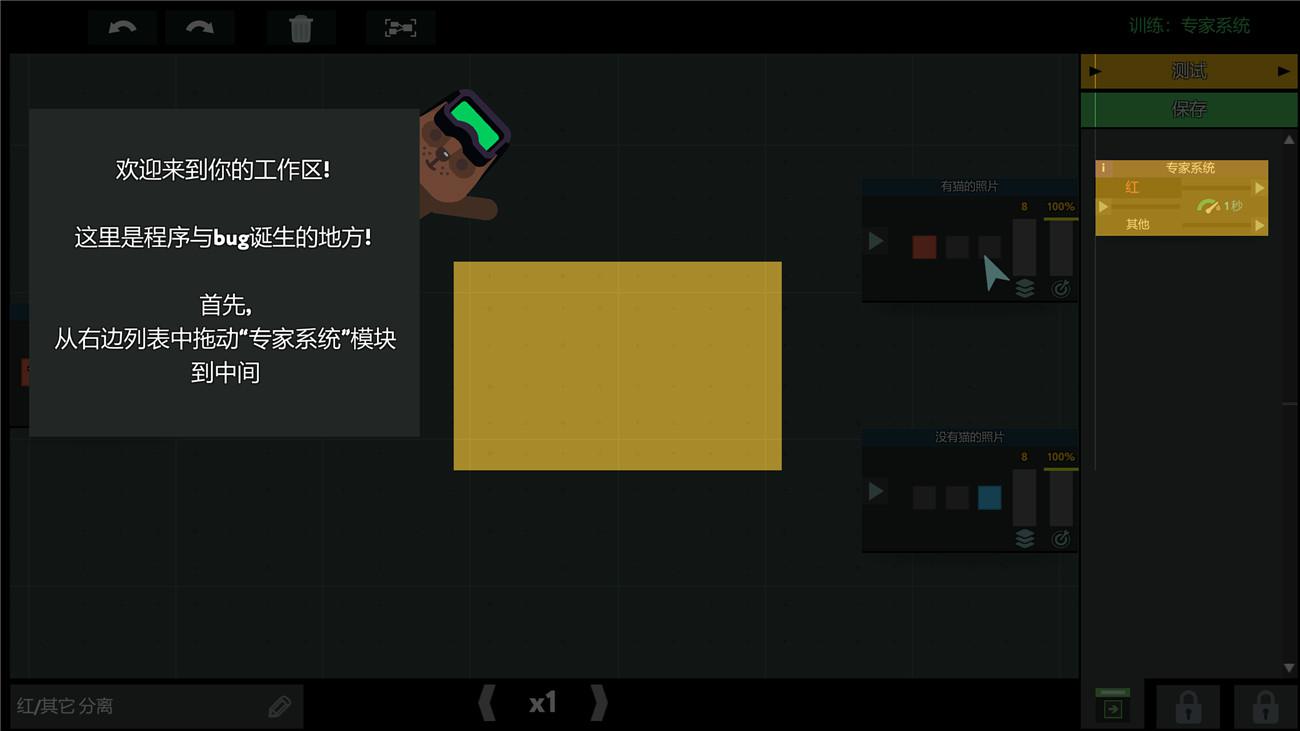 训练: 专家系统
测试
保存
欢迎来到你的工作区!
这里是程序与bug诞生的地方!
首先,
从右边列表中拖动“专家系统”模块
到中间
有猫的照片
8
100%
i
专家系统
红
1秒
其他
没有猫的照片
8
100%
红/其它 分离
x1